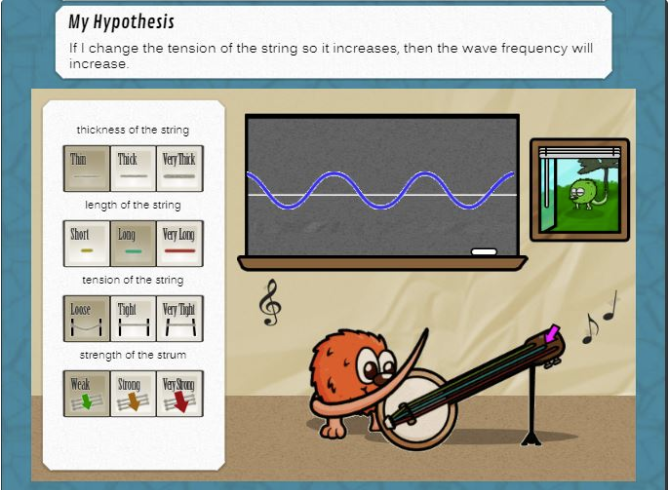 My Hypothesis
If I change the tension of the string so it increases, then the wave frequency will
increase.
thickness of the string
Thin Thick Very Thick
length of the string
Short Long Very Long
tension of the string
Loose Tight Very Tight
strength of the strum
Weak Strong Very Strong